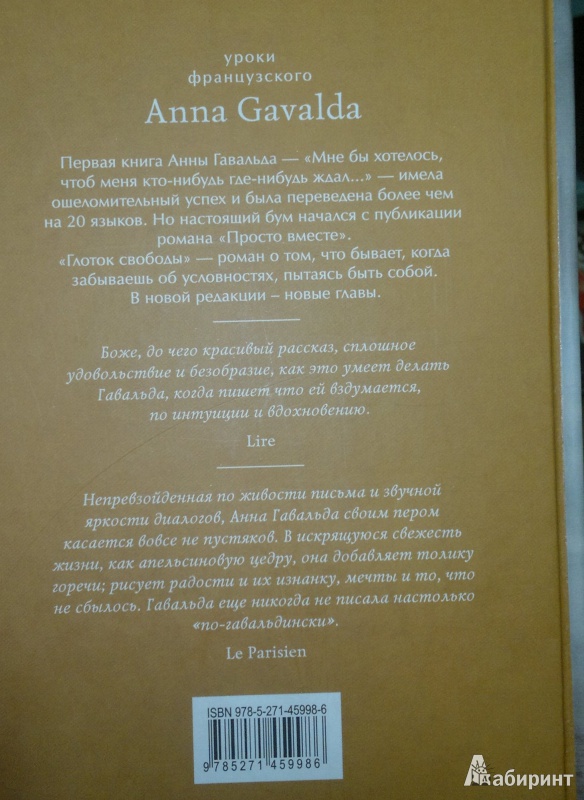 уроки
французского
Anna Gavalda
Первая книга Анны Гавальда — «Мне бы хотелось,
чтоб меня кто-нибудь где-нибудь ждал...» — имела
ошеломительный успех и была переведена более чем
на 20 языков. Но настоящий бум начался с публикации
романа «Просто вместе».
«Глоток свободы» — роман о том, что бывает, когда
забываешь об условностях, пытаясь быть собой.
В новой редакции – новые главы.
Боже, до чего красивый рассказ, сплошное
удовольствие и безобразие, как это умеет делать
Гавальда, когда пишет что ей вздумается,
по интуиции и вдохновению.
Lire
Непревзойденная по живости письма и звучной
яркости диалогов, Анна Гавальда своим пером
касается вовсе не пустяков. В искрящуюся свежесть
жизни, как апельсиновую цедру, она добавляет толику
горечи; рисует радости и их изнанку, мечты и то, что
не сбылось. Гавальда еще никогда не писала настолько
«по-гавальдински».
Le Parisien
ISBN 978-5-271-45998-6
9 785271 459986
Лабиринт